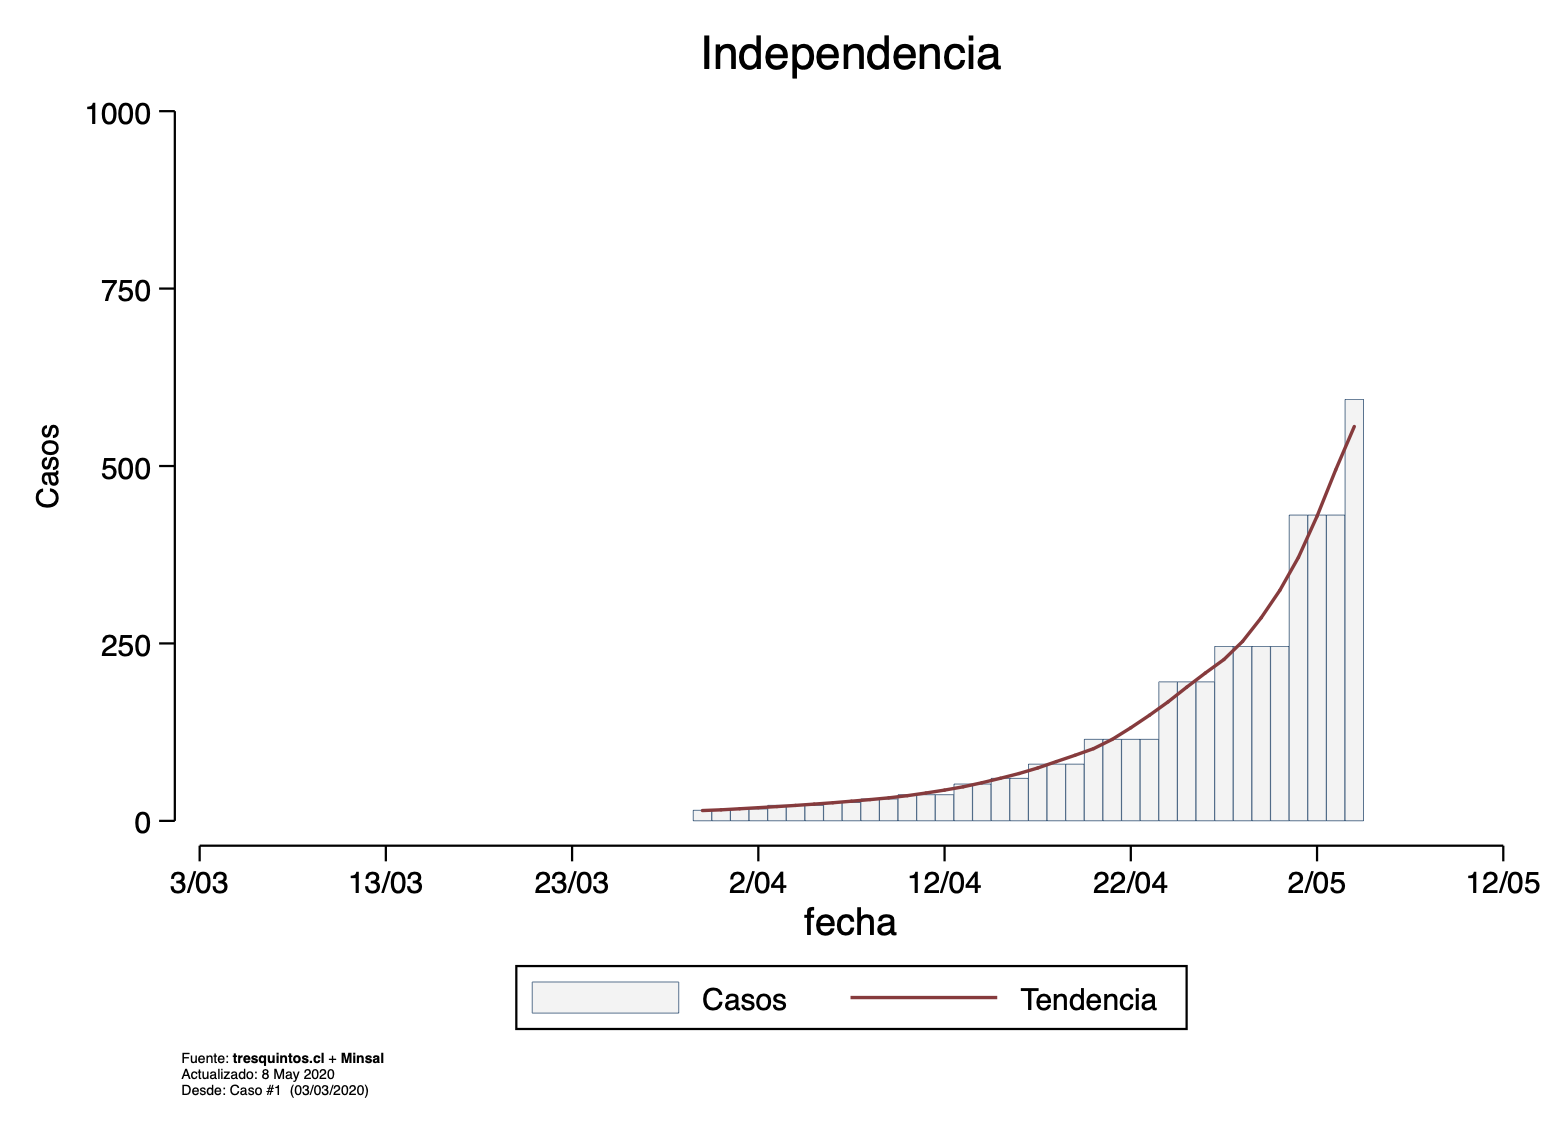 Independencia
1000
750
500
250
0
Casos
3/03 13/03 23/03 2/04 12/04 22/04 2/05 12/05
fecha
Casos Tendencia
Fuente: tresquintos.cl + Minsal
Actualizado: 8 May 2020
Desde: Caso #1 (03/03/2020)